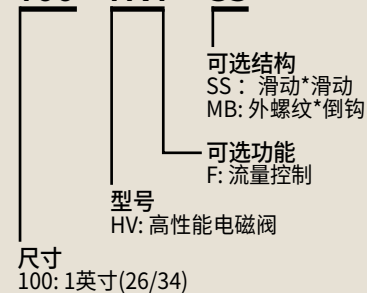 可选结构
SS： 滑动*滑动
MB: 外螺纹*倒钩
可选功能
F: 流量控制
型号
HV: 高性能电磁阀
尺寸
100: 1英寸(26/34)